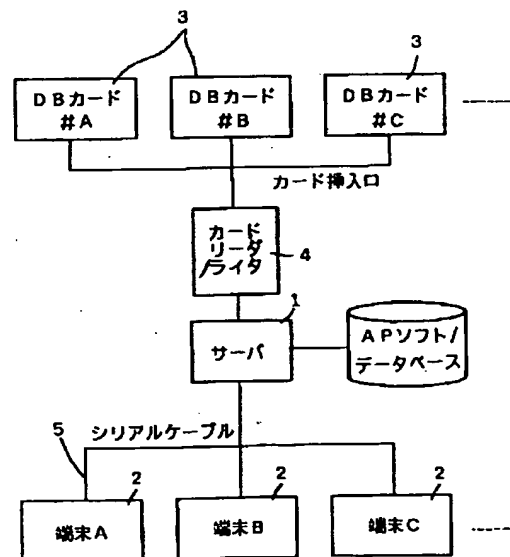 3
3
DBカード
#A
DBカード
#B
DBカード
#C
カード挿入口
カード
リーダ
/ライタ
4
1
サーバ
APソフト/
データベース
シリアルケーブル
5
2
2
2
端末A
端末B
端末C